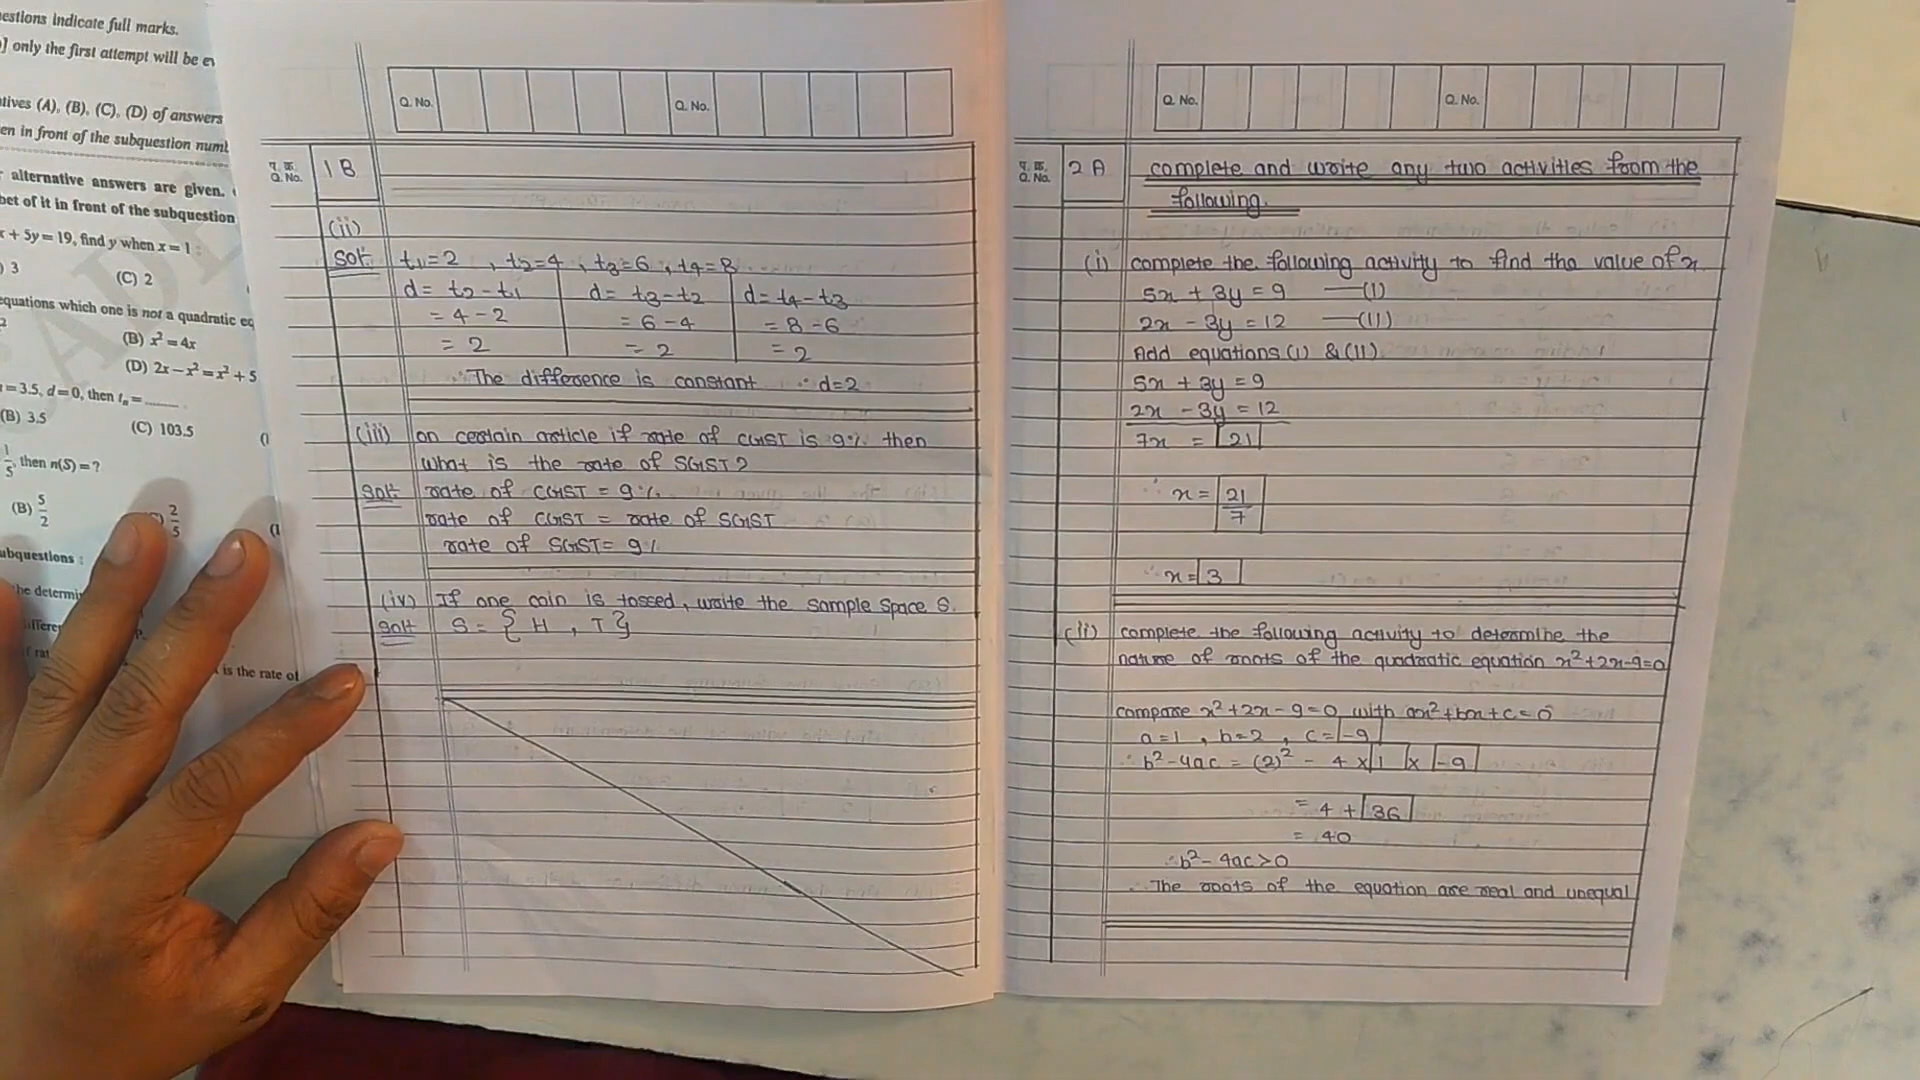 estions indicate full marks.
] only the first attempt will be ev
tives (A), (B), (C), (D) of answers
en in front of the subquestion numb
alternative answers are given.
bet of it in front of the subquestion
x + 5y = 19, find y when x = 1 :
) 3
(C) 2
equations which one is not a quadratic eq
(B) x² = 4x
(D) 2x − x² = x² + 5
= 3.5, d = 0, then tₙ = ........
(B) 3.5
(C) 103.5
1/5, then n(S) = ?
(B) 5/2
2/5
ubquestions :
he determi
is the rate of
Q. No.
Q. No.
प्र. क्र.
Q. No.
1 B
(ii)
Solⁿ: t₁=2 , t₂=4 , t₃=6 , t₄=8
d= t₂-t₁ d= t₃-t₂ d= t₄-t₃
= 4-2 = 6-4 = 8-6
= 2 = 2 = 2
∴ The difference is constant ∴ d=2
(iii) on certain article if rate of CGST is 9% then
what is the rate of SGST?
Solⁿ: rate of CGST = 9%
rate of CGST = rate of SGST
rate of SGST= 9%
(iv) If one coin is tossed, write the sample space S.
Solⁿ: S = { H , T }
Q. No.
Q. No.
प्र. क्र.
Q. No.
2 A
complete and write any two activities from the
following.
(i) complete the following activity to find the value of x
5x + 3y = 9 —(I)
2x - 3y = 12 —(II)
Add equations (I) & (II)
5x + 3y = 9
2x - 3y = 12
7x = 21
∴ x = 21/7
∴ x = 3
(ii) complete the following activity to determine the
nature of roots of the quadratic equation x²+2x-9=0
compare x²+2x-9=0 with ax²+bx+c=0
a=1 , b=2 , c= -9
∴ b²-4ac = (2)² - 4 x 1 x -9
= 4 + 36
= 40
∴ b²- 4ac>0
∴ The roots of the equation are real and unequal